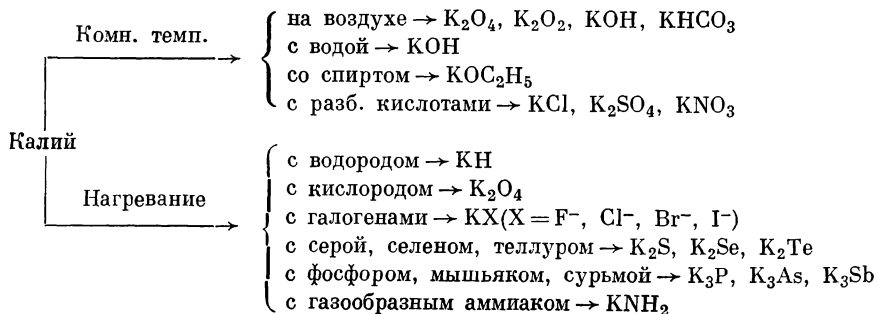 Комн. темп.
на воздухе → K₂O₄, K₂O₂, KOH, KHCO₃
с водой → KOH
со спиртом → KOC₂H₅
с разб. кислотами → KCl, K₂SO₄, KNO₃
Калий
Нагревание
с водородом → KH
с кислородом → K₂O₄
с галогенами → KX(X = F⁻, Cl⁻, Br⁻, I⁻)
с серой, селеном, теллуром → K₂S, K₂Se, K₂Te
с фосфором, мышьяком, сурьмой → K₃P, K₃As, K₃Sb
с газообразным аммиаком → KNH₂